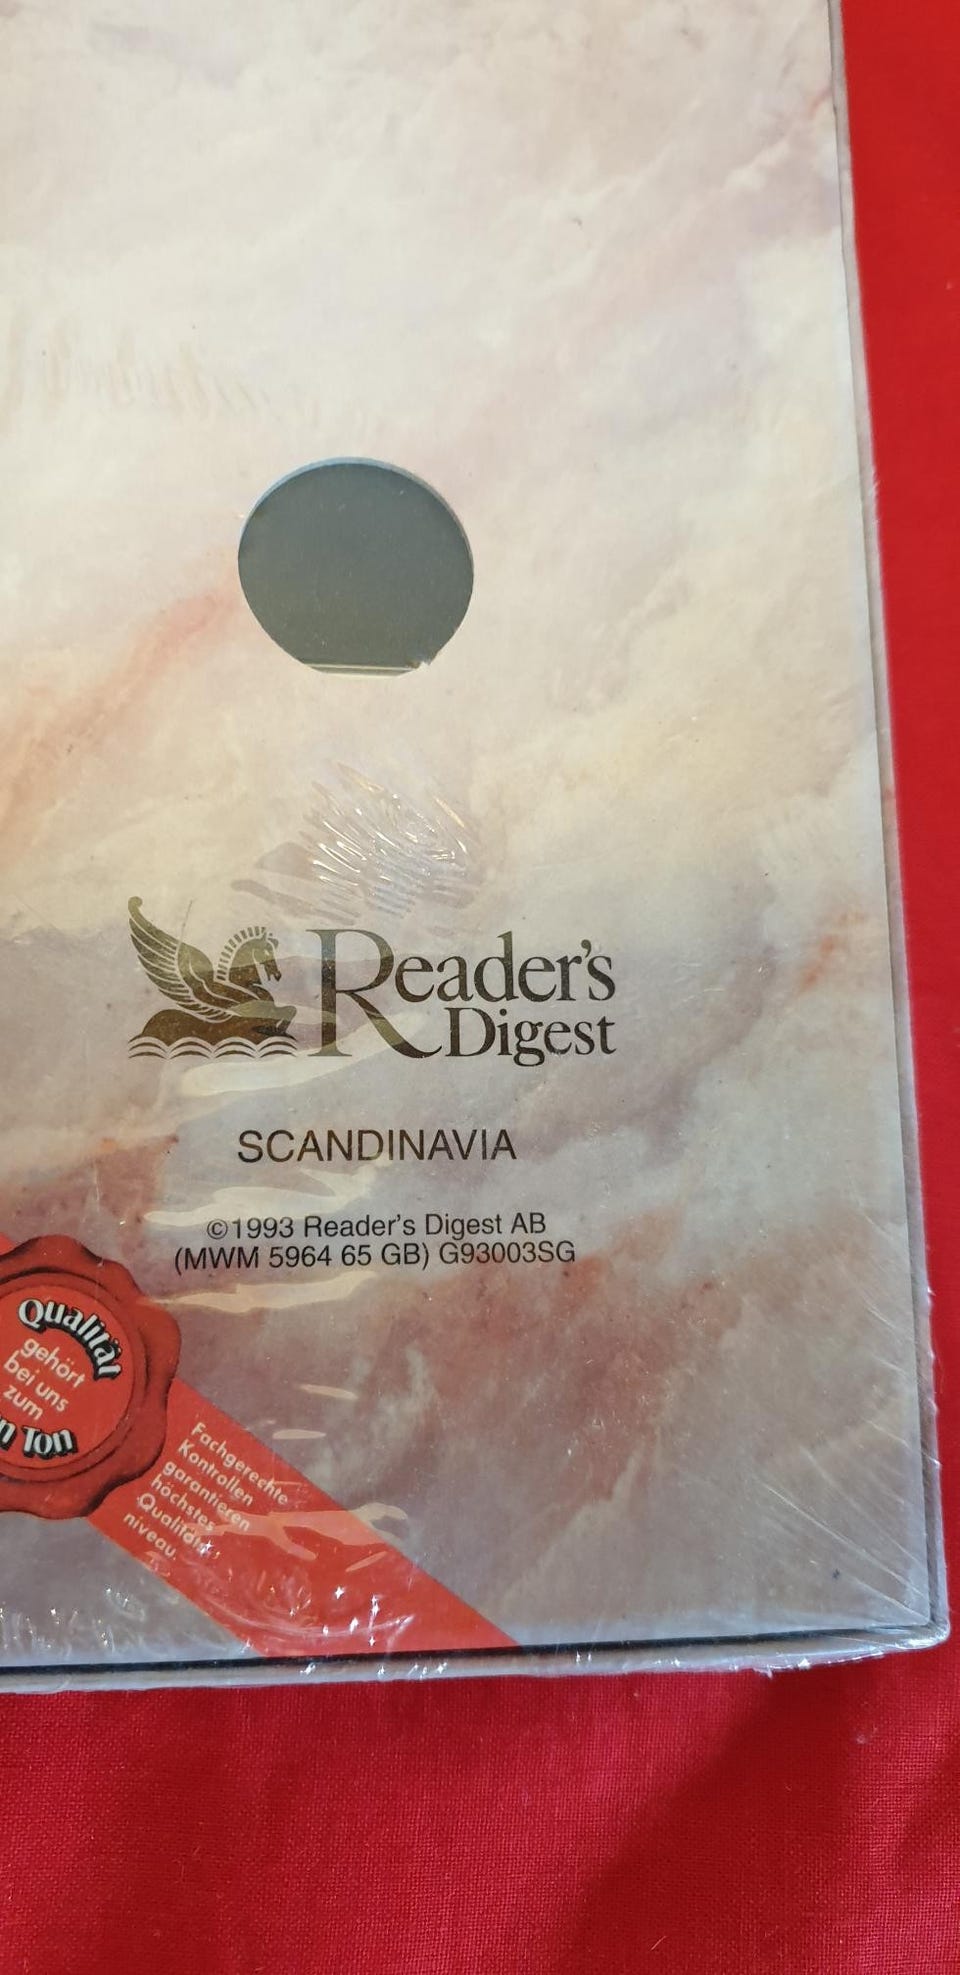 Reader's
Digest
SCANDINAVIA
©1993 Reader's Digest AB
(MWM 5964 65 GB) G93003SG
Qualität
gehört
bei uns
zum
Ton
Fachgerechte
Kontrollen
garantieren
höchstes
Qualitäts-
niveau.